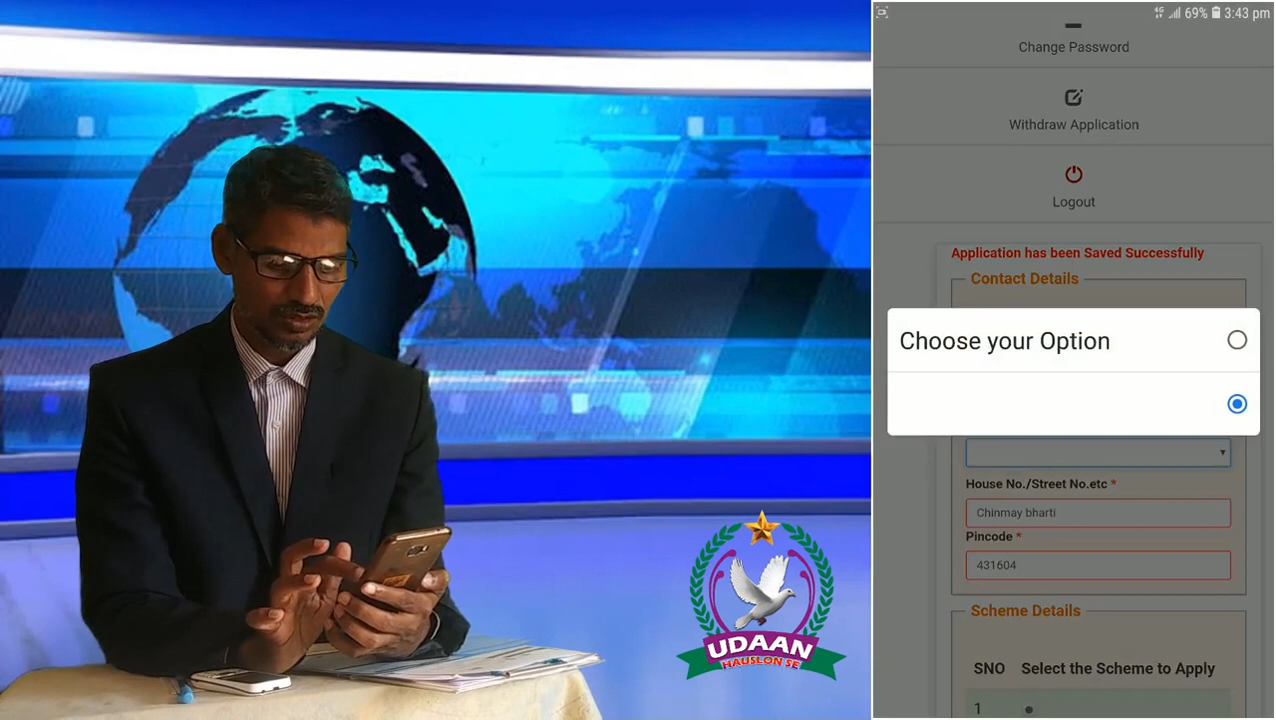 4G 69% 3:43 pm
Change Password
Withdraw Application
Logout
Application has been Saved Successfully
Contact Details
Choose your Option
House No./Street No.etc *
Chinmay bharti
Pincode *
431604
Scheme Details
SNO Select the Scheme to Apply
1
UDAAN
HAUSLON SE